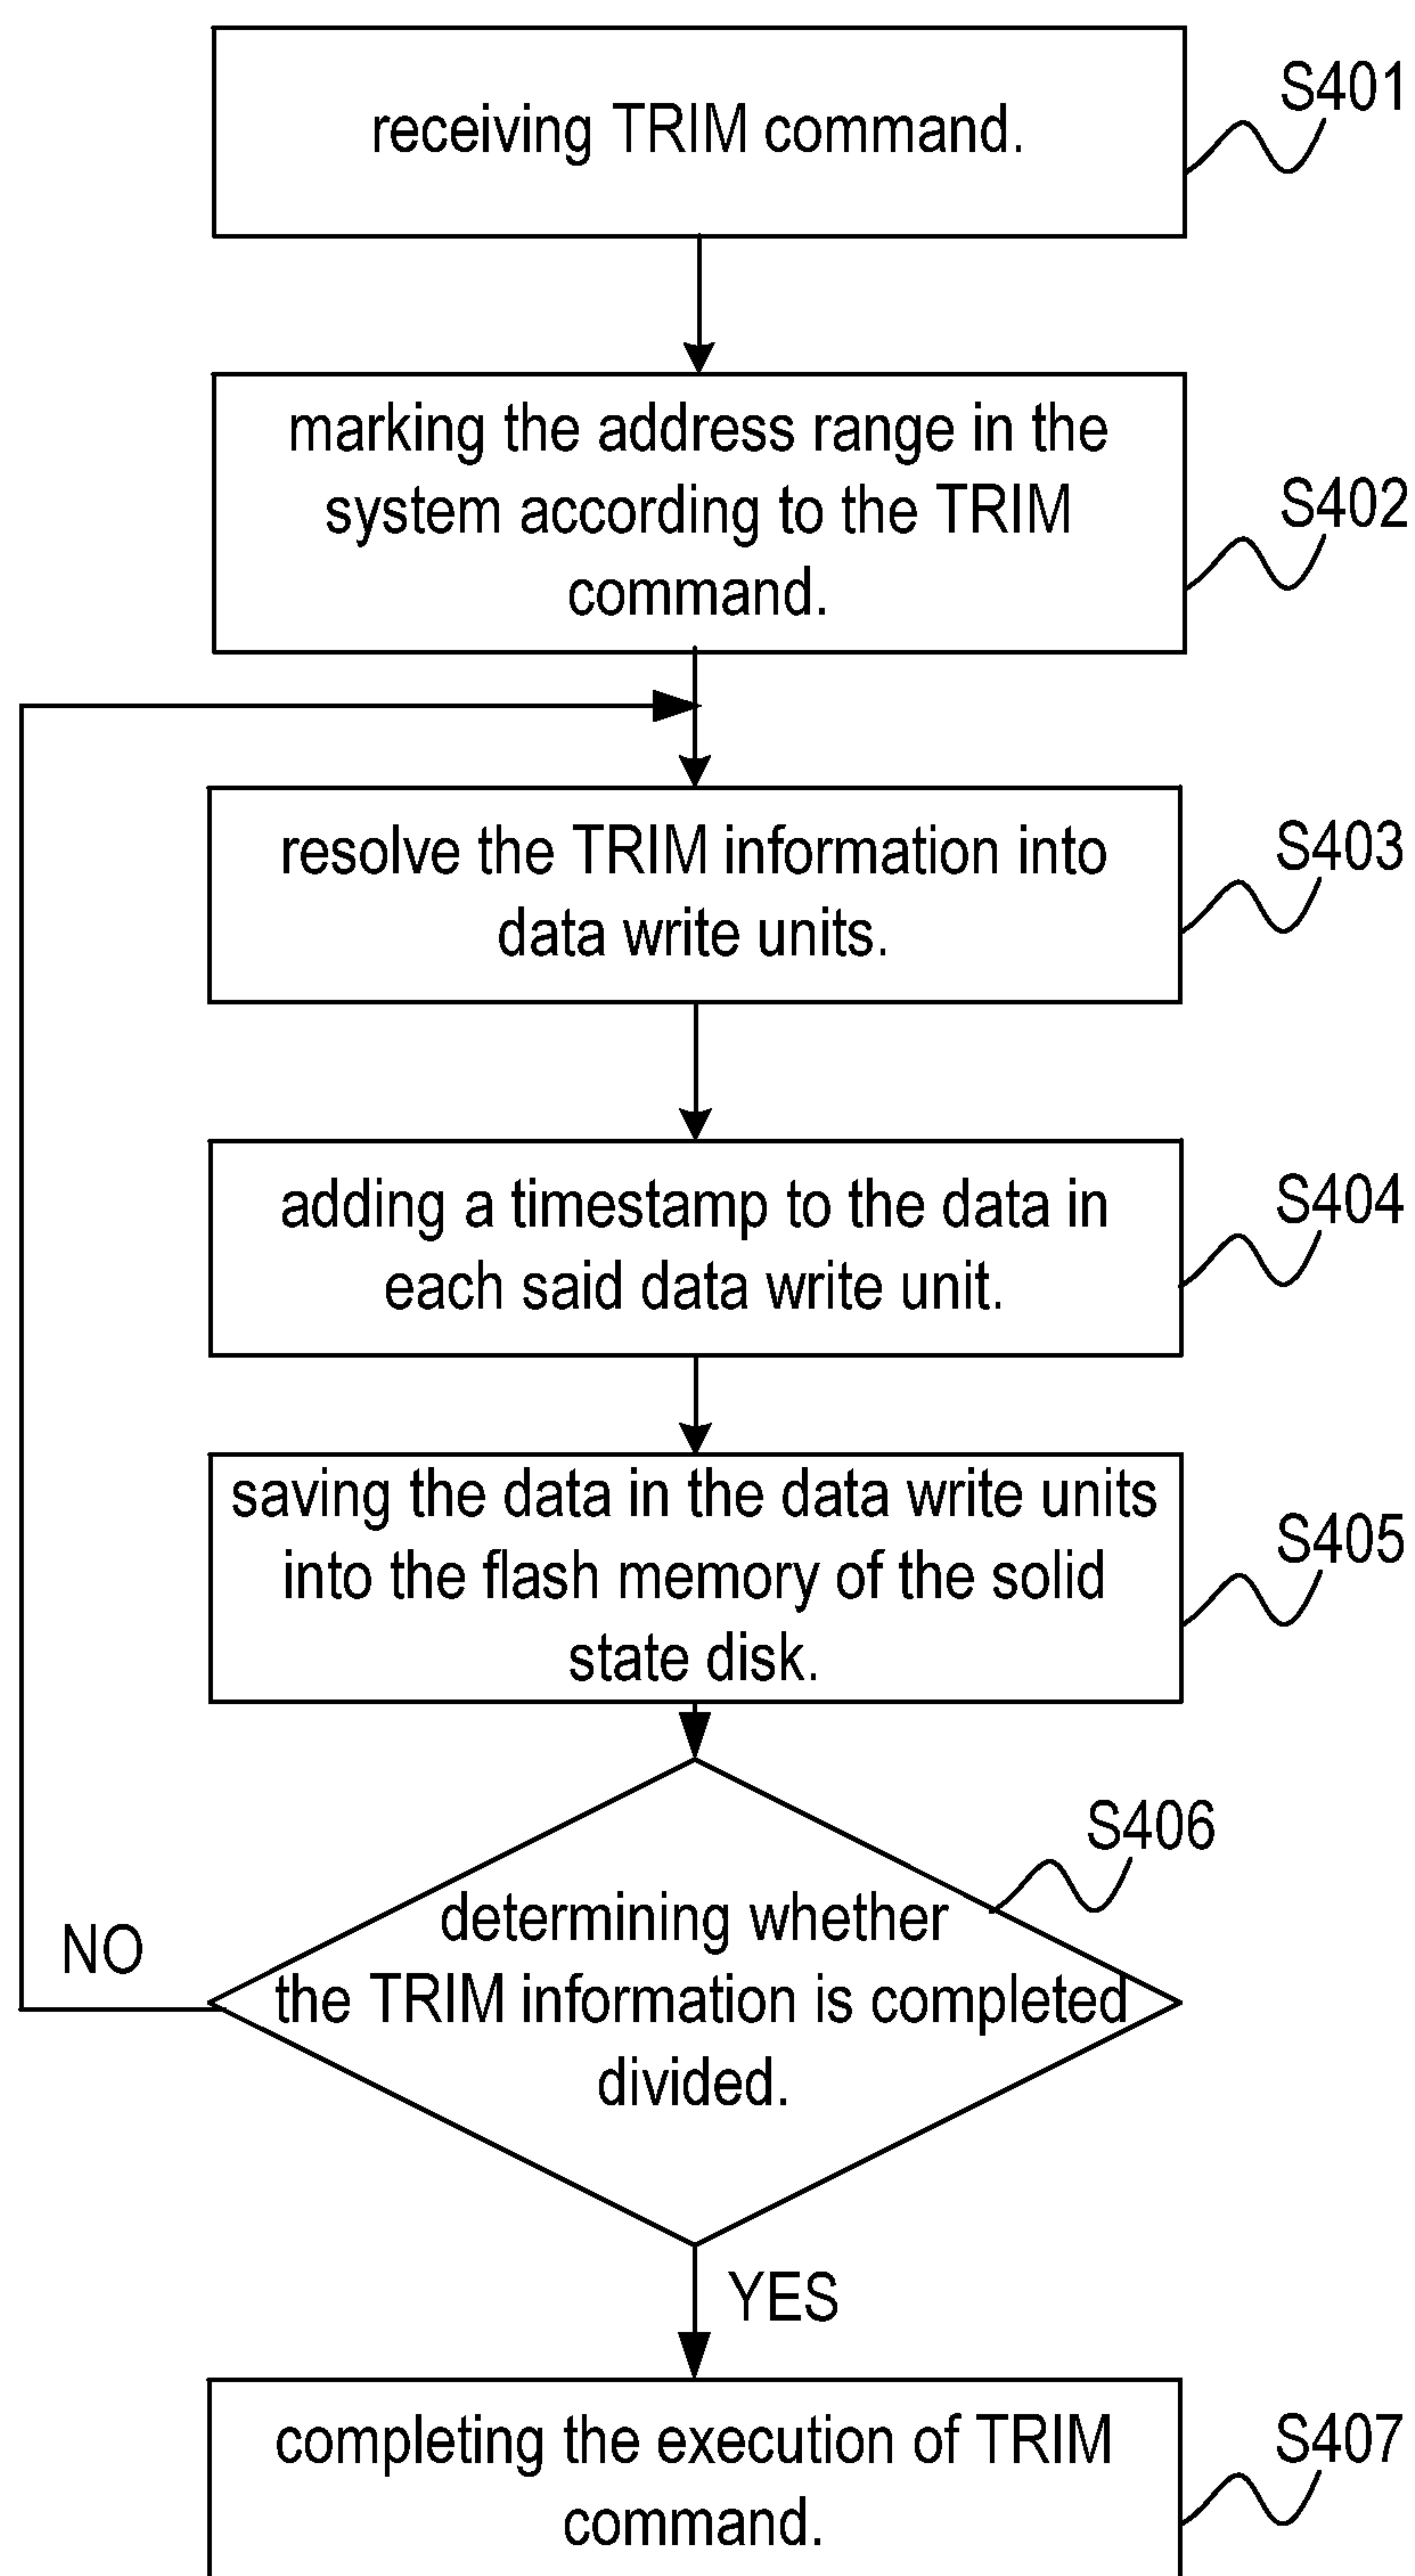 receiving TRIM command.
S401
marking the address range in the
system according to the TRIM
command.
S402
resolve the TRIM information into
data write units.
S403
adding a timestamp to the data in
each said data write unit.
S404
saving the data in the data write units
into the flash memory of the solid
state disk.
S405
S406
determining whether
the TRIM information is completed
divided.
NO
YES
completing the execution of TRIM
command.
S407